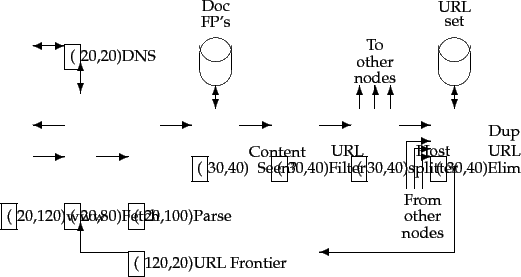 Doc
FP's
URL
set
To
other
nodes
(20,20)DNS
Dup
URL
Elim
Content
Seen?
URL
Filter
Host
splitter
(30,40)
(30,40)
(30,40)
(30,40)
From
other
nodes
(20,120)www
(20,80)Fetch
(20,100)Parse
(120,20)URL Frontier